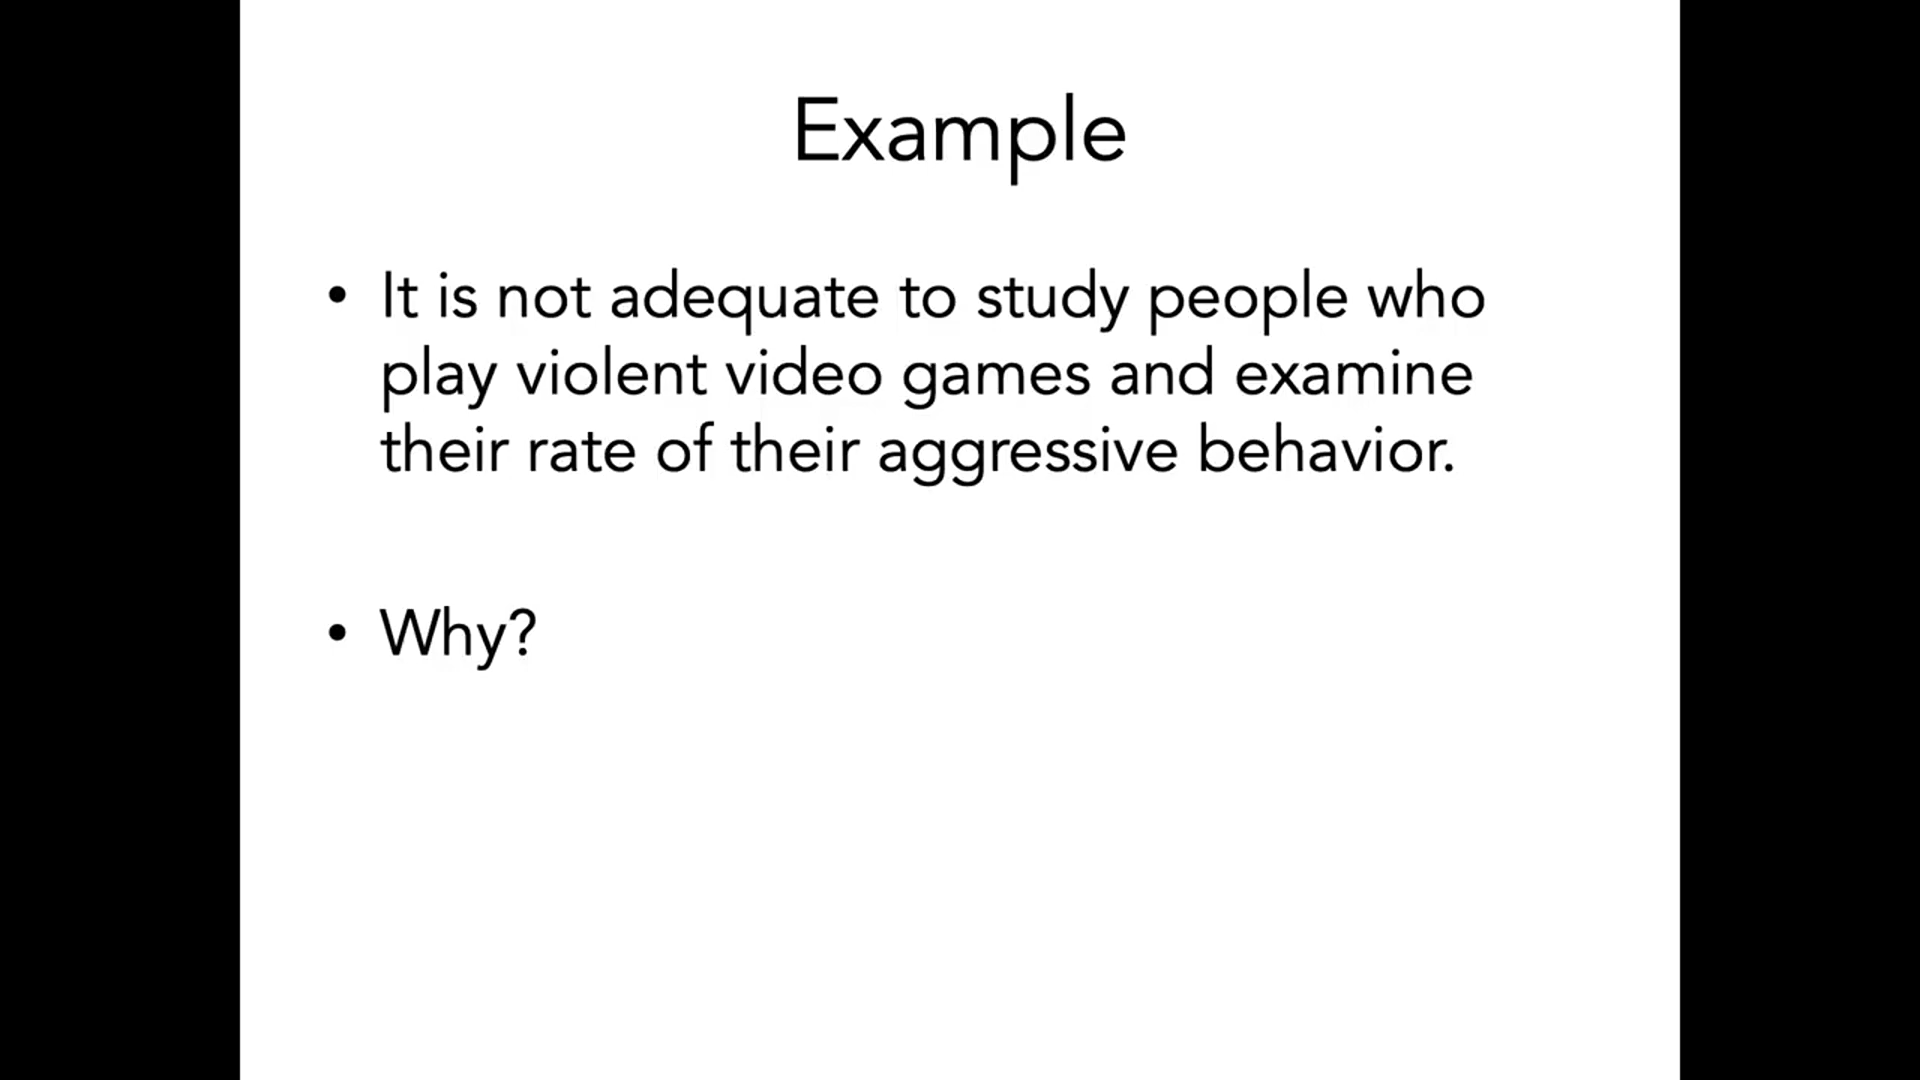 Example
• It is not adequate to study people who
play violent video games and examine
their rate of their aggressive behavior.
• Why?